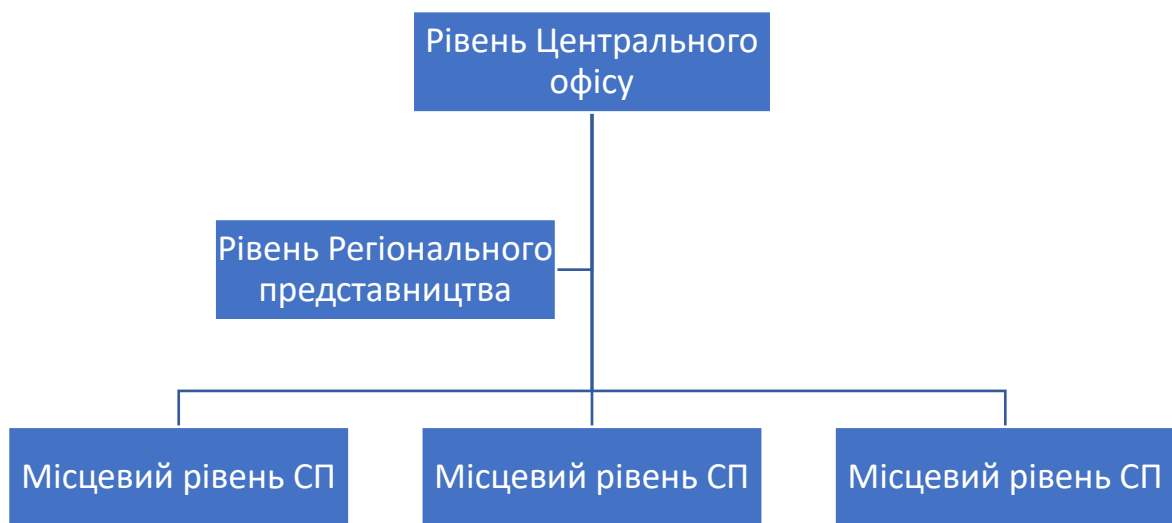 Рівень Центрального
офісу
Рівень Регіонального
представництва
Місцевий рівень СП
Місцевий рівень СП
Місцевий рівень СП